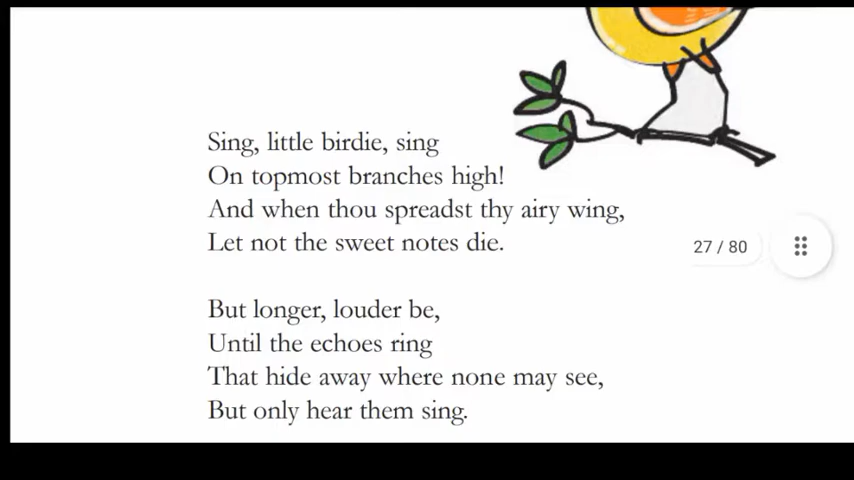 Sing, little birdie, sing
On topmost branches high!
And when thou spreadst thy airy wing,
Let not the sweet notes die.
27 / 80
But longer, louder be,
Until the echoes ring
That hide away where none may see,
But only hear them sing.